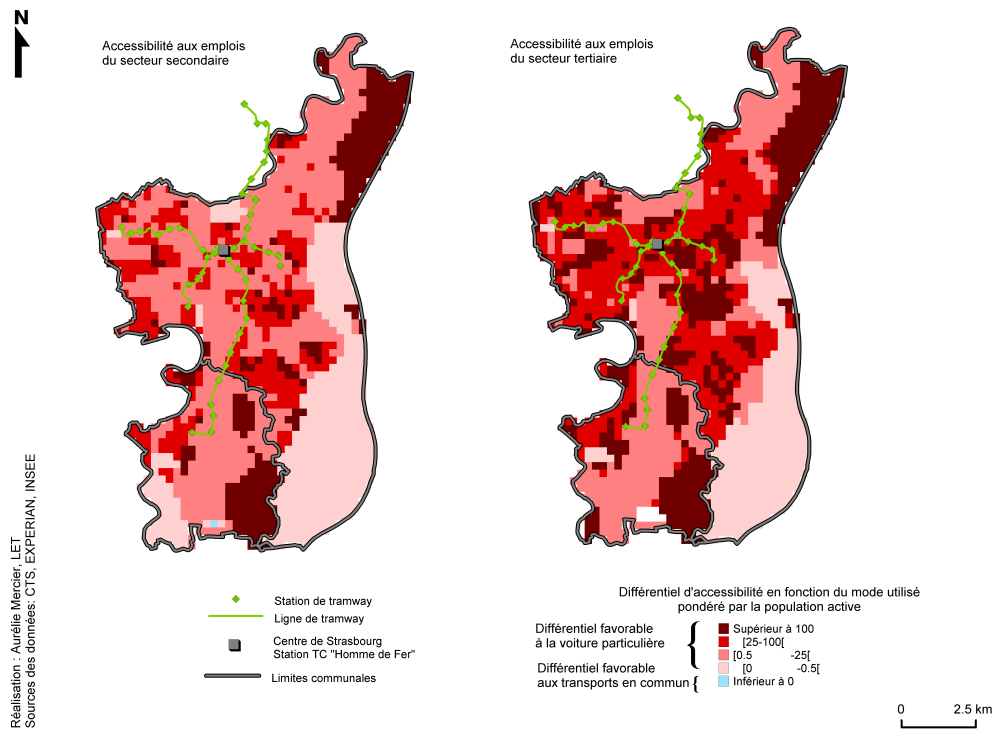 N
Accessibilité aux emplois
du secteur secondaire
Accessibilité aux emplois
du secteur tertiaire
Réalisation : Aurélie Mercier, LET
Sources des données: CTS, EXPERIAN, INSEE
Station de tramway
Ligne de tramway
Centre de Strasbourg
Station TC "Homme de Fer"
Limites communales
Différentiel d'accessibilité en fonction du mode utilisé
pondéré par la population active
Différentiel favorable
à la voiture particulière
Supérieur à 100
[25-100[
[0.5 -25[
[0 -0.5[
Différentiel favorable
aux transports en commun
Inférieur à 0
0 2.5 km